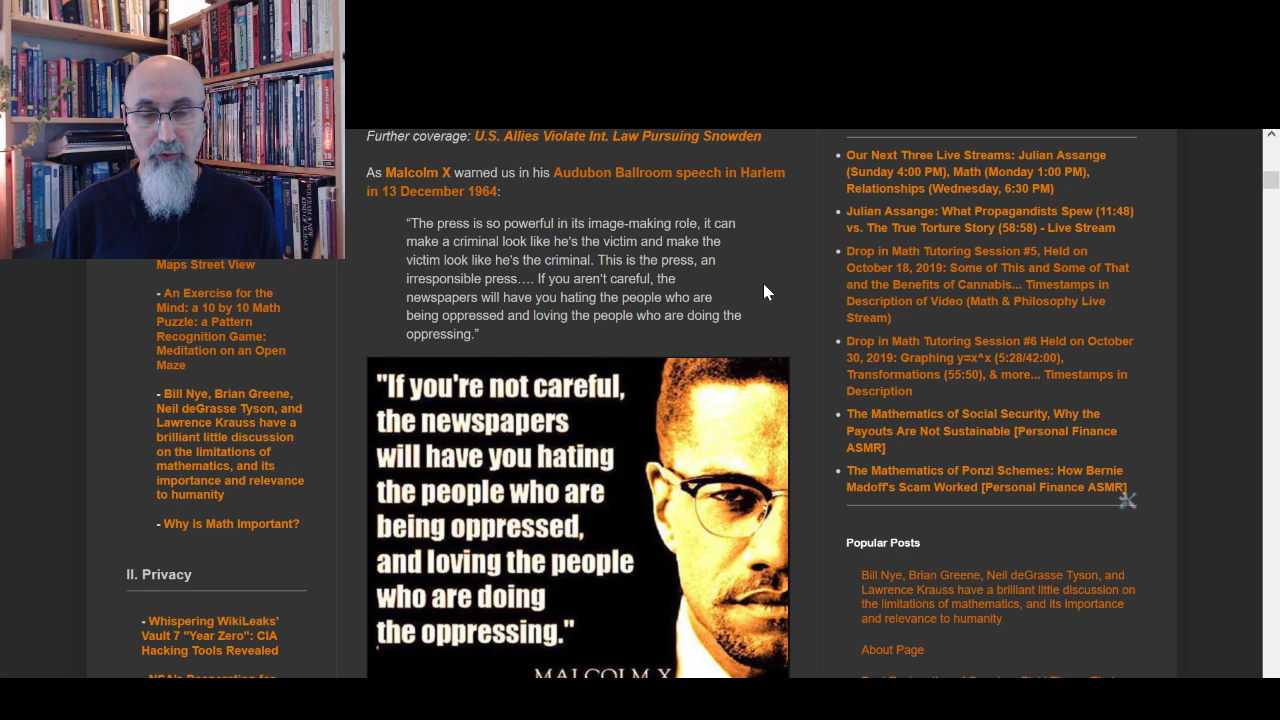 Further coverage: U.S. Allies Violate Int. Law Pursuing Snowden
As Malcolm X warned us in his Audubon Ballroom speech in Harlem
in 13 December 1964:
“The press is so powerful in its image-making role, it can
make a criminal look like he's the victim and make the
victim look like he's the criminal. This is the press, an
irresponsible press…. If you aren’t careful, the
newspapers will have you hating the people who are
being oppressed and loving the people who are doing the
oppressing.”
"If you're not careful,
the newspapers
will have you hating
the people who are
being oppressed,
and loving the people
who are doing
the oppressing."
MALCOLM X
Maps Street View
- An Exercise for the
Mind: a 10 by 10 Math
Puzzle: a Pattern
Recognition Game:
Meditation on an Open
Maze
- Bill Nye, Brian Greene,
Neil deGrasse Tyson, and
Lawrence Krauss have a
brilliant little discussion
on the limitations of
mathematics, and its
importance and relevance
to humanity
- Why is Math Important?
II. Privacy
- Whispering WikiLeaks'
Vault 7 "Year Zero": CIA
Hacking Tools Revealed
Our Next Three Live Streams: Julian Assange
(Sunday 4:00 PM), Math (Monday 1:00 PM),
Relationships (Wednesday, 6:30 PM)
Julian Assange: What Propagandists Spew (11:48)
vs. The True Torture Story (58:58) - Live Stream
Drop in Math Tutoring Session #5, Held on
October 18, 2019: Some of This and Some of That
and the Benefits of Cannabis... Timestamps in
Description of Video (Math & Philosophy Live
Stream)
Drop in Math Tutoring Session #6 Held on October
30, 2019: Graphing y=x^x (5:28/42:00),
Transformations (55:50), & more... Timestamps in
Description
The Mathematics of Social Security, Why the
Payouts Are Not Sustainable [Personal Finance
ASMR]
The Mathematics of Ponzi Schemes: How Bernie
Madoff's Scam Worked [Personal Finance ASMR]
Popular Posts
Bill Nye, Brian Greene, Neil deGrasse Tyson, and
Lawrence Krauss have a brilliant little discussion on
the limitations of mathematics, and its importance
and relevance to humanity
About Page